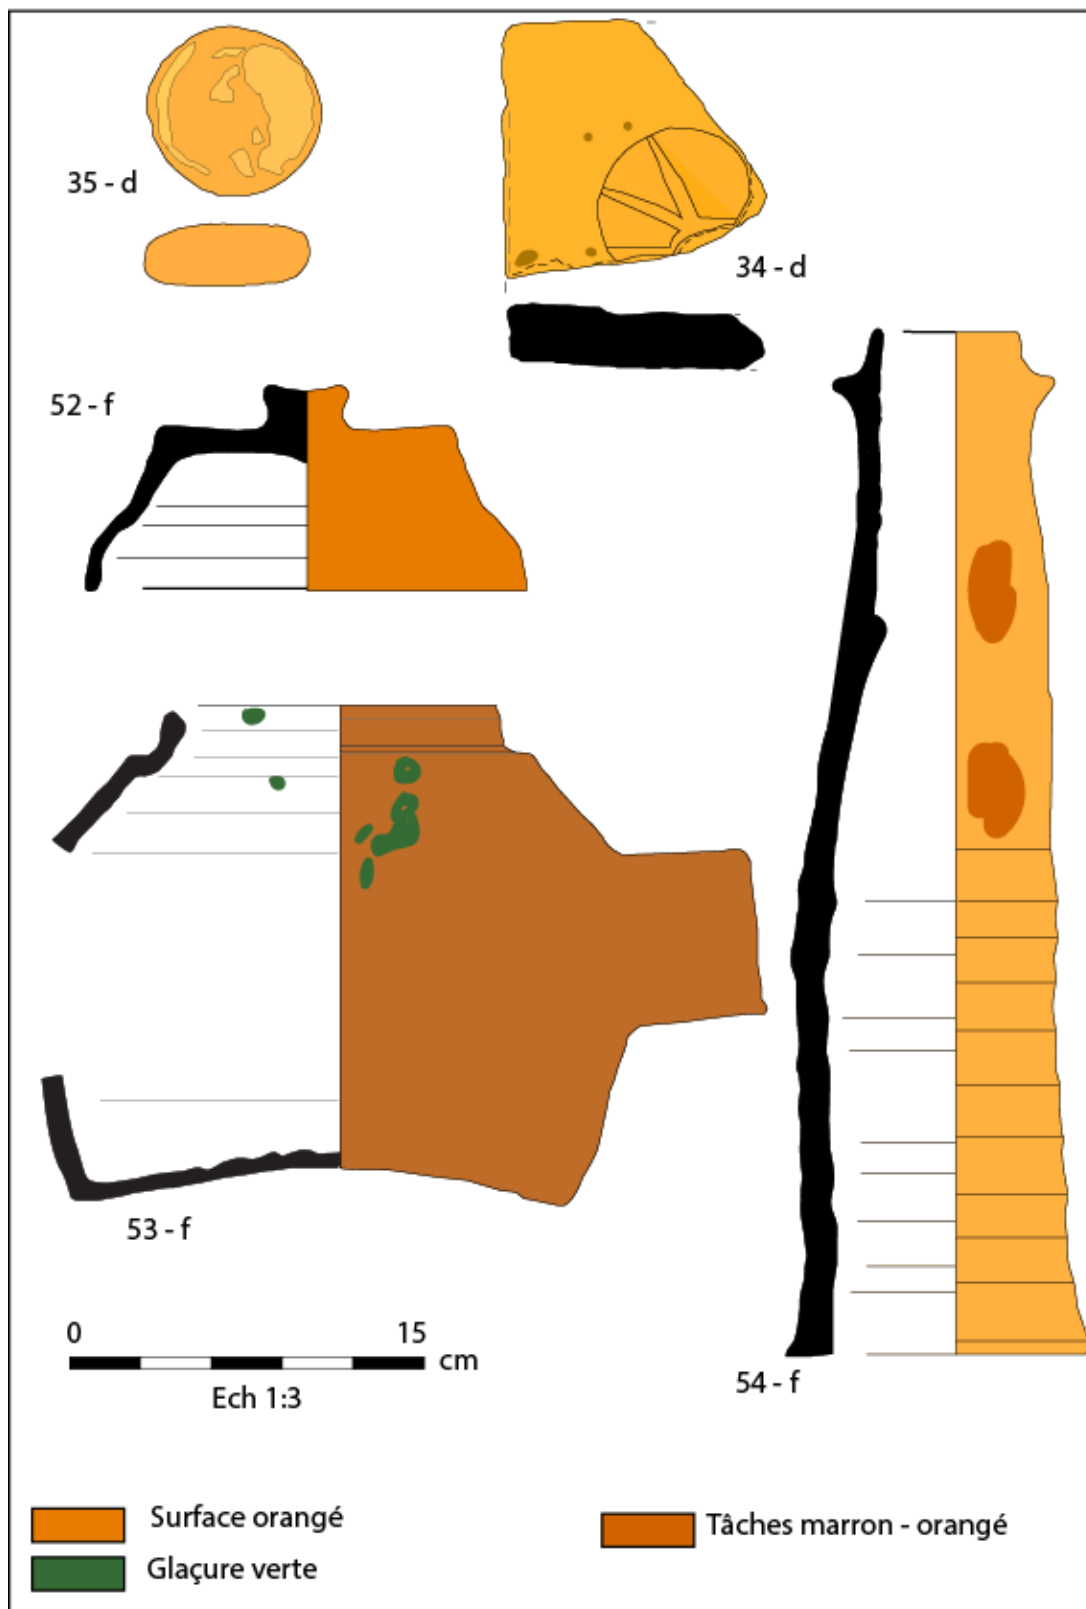 35 - d
34 - d
52 - f
53 - f
0 15
cm
Ech 1:3
54 - f
Surface orangé
Tâches marron - orangé
Glaçure verte